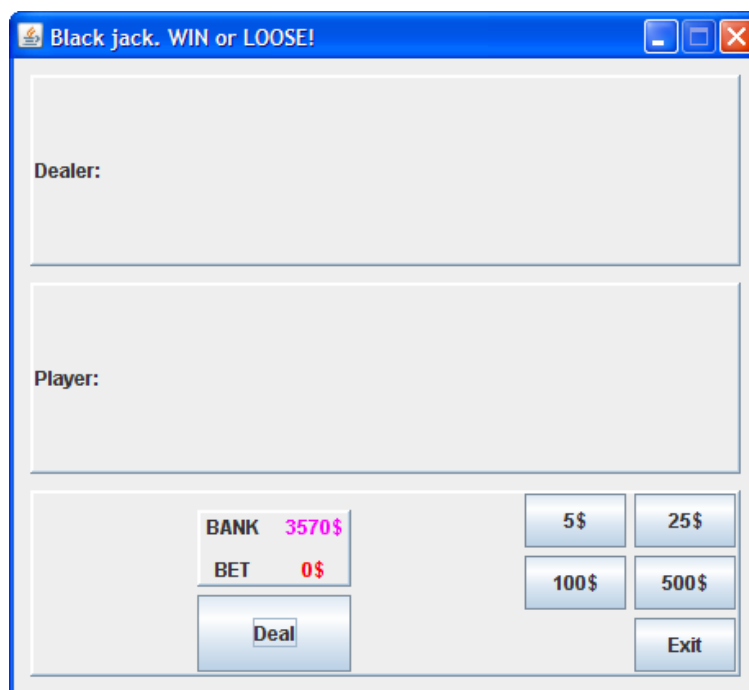 Black jack. WIN or LOOSE!
Dealer:
Player:
BANK 3570$
BET 0$
Deal
5$ 25$
100$ 500$
Exit